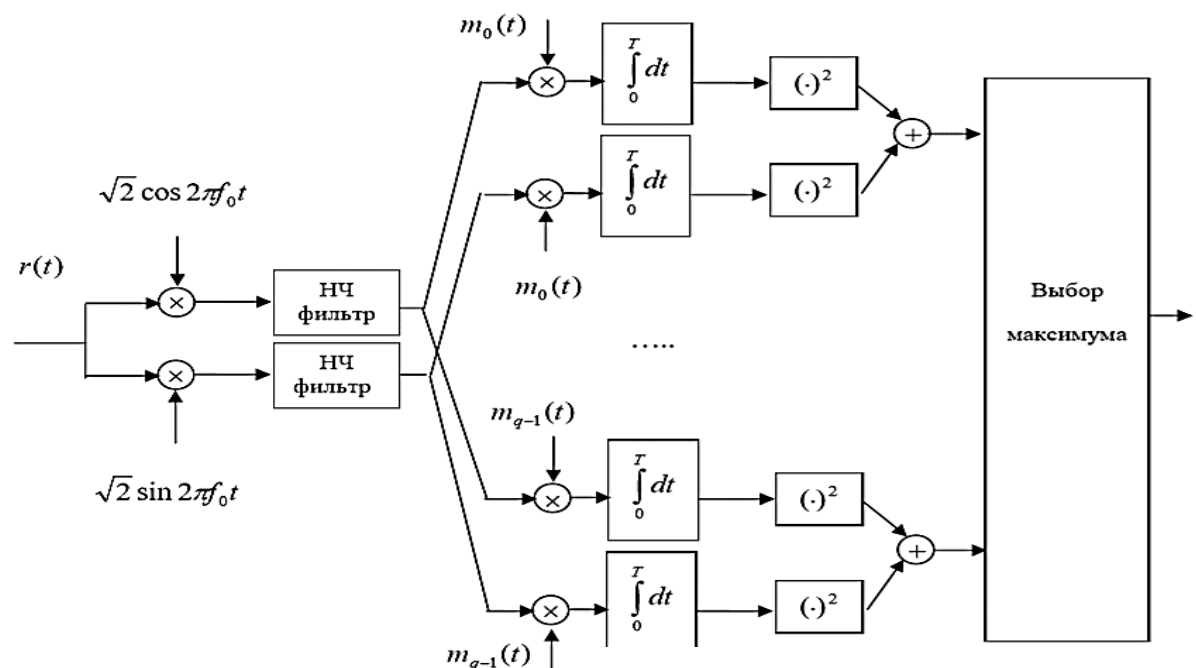 m₀(t)
∫₀ᵀ dt
(·)²
+
×
∫₀ᵀ dt
(·)²
×
m₀(t)
√2 cos 2πf₀t
r(t)
×
НЧ
фильтр
Выбор
максимума
.....
×
НЧ
фильтр
√2 sin 2πf₀t
m_{q-1}(t)
∫₀ᵀ dt
(·)²
×
+
∫₀ᵀ dt
(·)²
×
m_{q-1}(t)